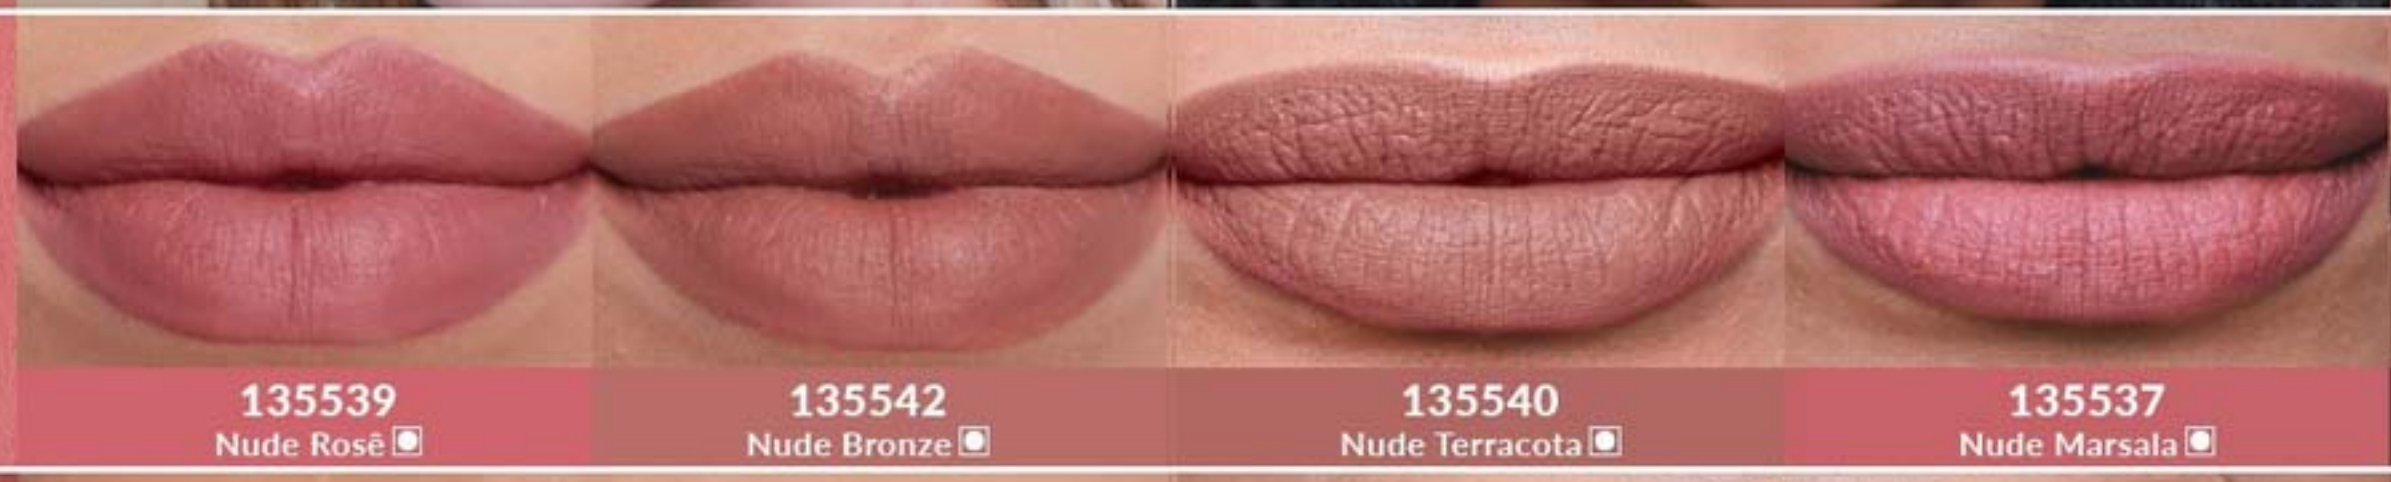 135539
Nude Rosê
135542
Nude Bronze
135540
Nude Terracota
135537
Nude Marsala